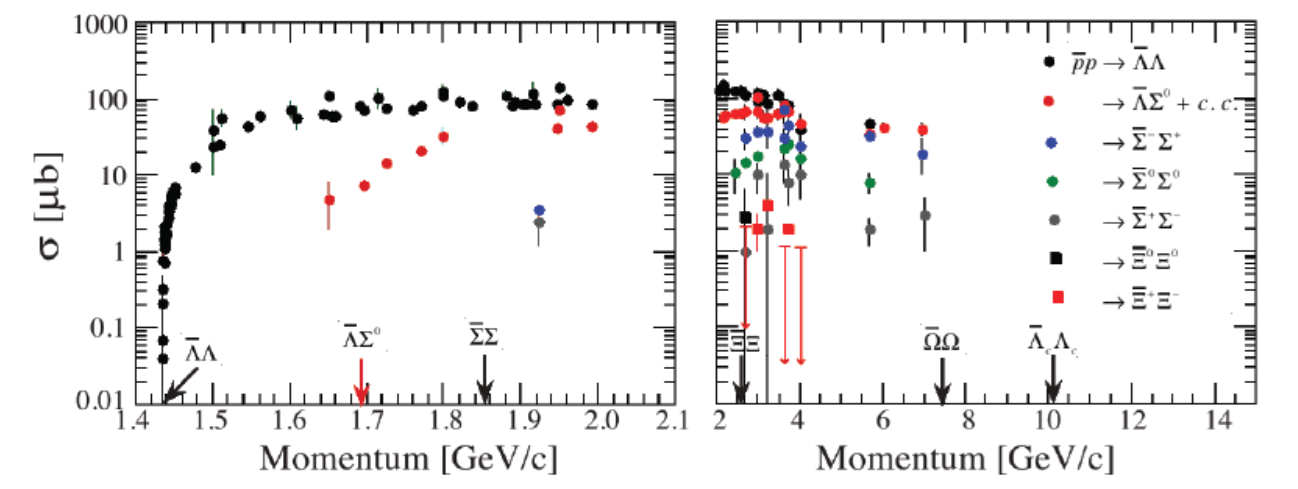 1000
100
10
1
0.1
0.01
σ [μb]
Λ̄Λ
Λ̄Σ⁰
Σ̄Σ
1.4 1.5 1.6 1.7 1.8 1.9 2.0 2.1
Momentum [GeV/c]
p̄p → Λ̄Λ
→ Λ̄Σ⁰ + c. c.
→ Σ̄⁻Σ⁺
→ Σ̄⁰Σ⁰
→ Σ̄⁺Σ⁻
→ Ξ̄⁰Ξ⁰
→ Ξ̄⁺Ξ⁻
Ξ̄Ξ
Ω̄Ω
Λ̄cΛc
2 4 6 8 10 12 14
Momentum [GeV/c]